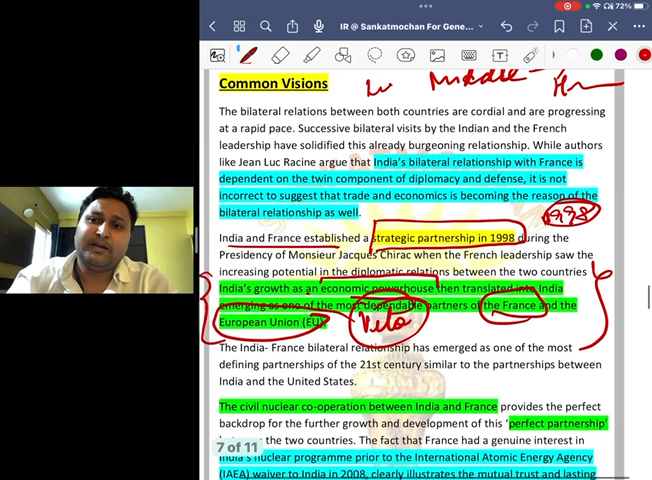 72%
IR @ Sankatmochan For Gene...
Common Visions
Middle -
The bilateral relations between both countries are cordial and are progressing
at a rapid pace. Successive bilateral visits by the Indian and the French
leadership have solidified this already burgeoning relationship. While authors
like Jean Luc Racine argue that India's bilateral relationship with France is
dependent on the twin component of diplomacy and defense, it is not
incorrect to suggest that trade and economics is becoming the reason of the
bilateral relationship as well.
1998
India and France established a strategic partnership in 1998 during the
Presidency of Monsieur Jacques Chirac when the French leadership saw the
increasing potential in the diplomatic relations between the two countries
India's growth as an economic powerhouse then translated into India
emerging as one of the most dependable partners of the France and the
European Union (EU).
Veto
The India- France bilateral relationship has emerged as one of the most
defining partnerships of the 21st century similar to the partnerships between
India and the United States.
The civil nuclear co-operation between India and France provides the perfect
backdrop for the further growth and development of this 'perfect partnership'
between the two countries. The fact that France had a genuine interest in
7 of 11
India's nuclear programme prior to the International Atomic Energy Agency
(IAEA) waiver to India in 2008, clearly illustrates the mutual trust and lasting